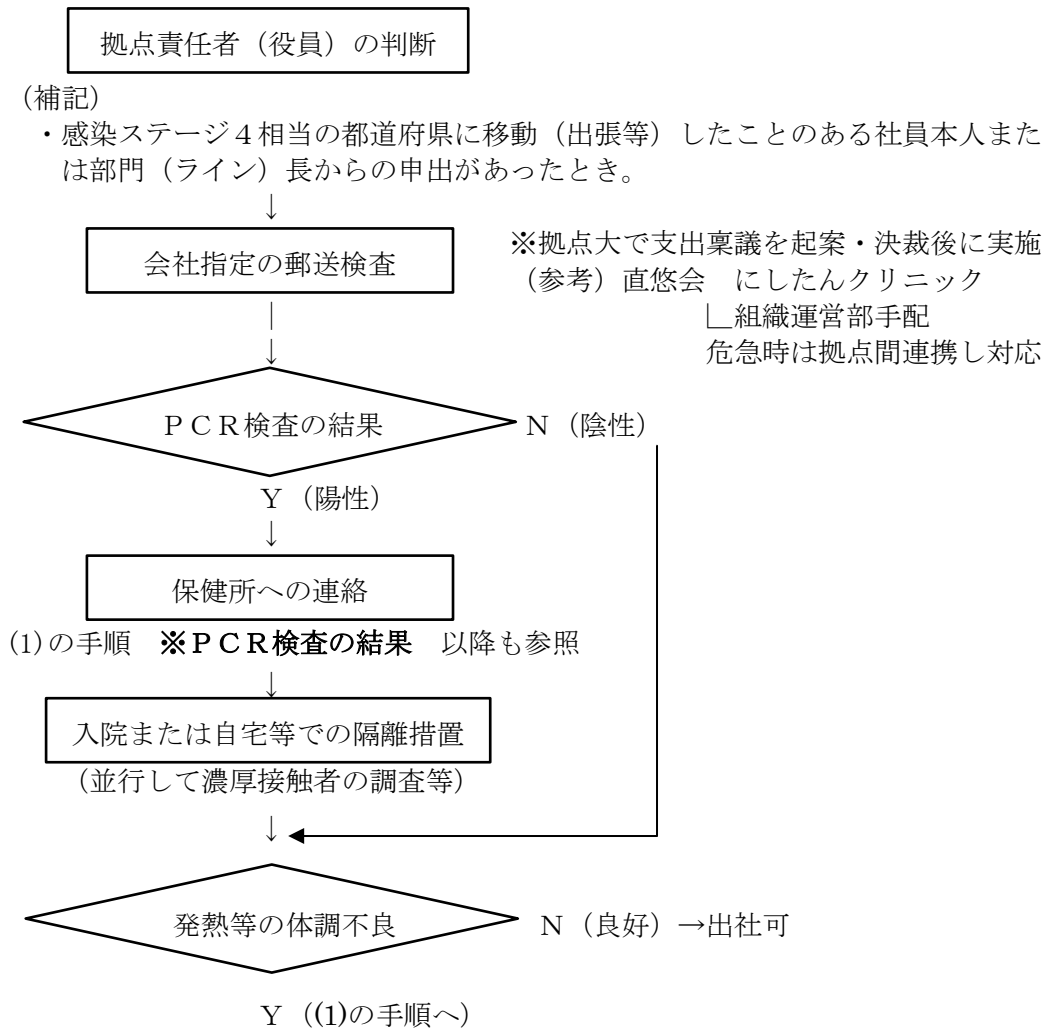 拠点責任者（役員）の判断
（補記）
・感染ステージ４相当の都道府県に移動（出張等）したことのある社員本人また
は部門（ライン）長からの申出があったとき。
↓
会社指定の郵送検査
※拠点大で支出稟議を起案・決裁後に実施
（参考）直悠会　にしたんクリニック
∟組織運営部手配
危急時は拠点間連携し対応
｜
↓
ＰＣＲ検査の結果
Ｎ（陰性）
Ｙ（陽性）
↓
保健所への連絡
(1)の手順　※ＰＣＲ検査の結果　以降も参照
↓
入院または自宅等での隔離措置
（並行して濃厚接触者の調査等）
↓
発熱等の体調不良
Ｎ（良好）→出社可
Ｙ（(1)の手順へ）